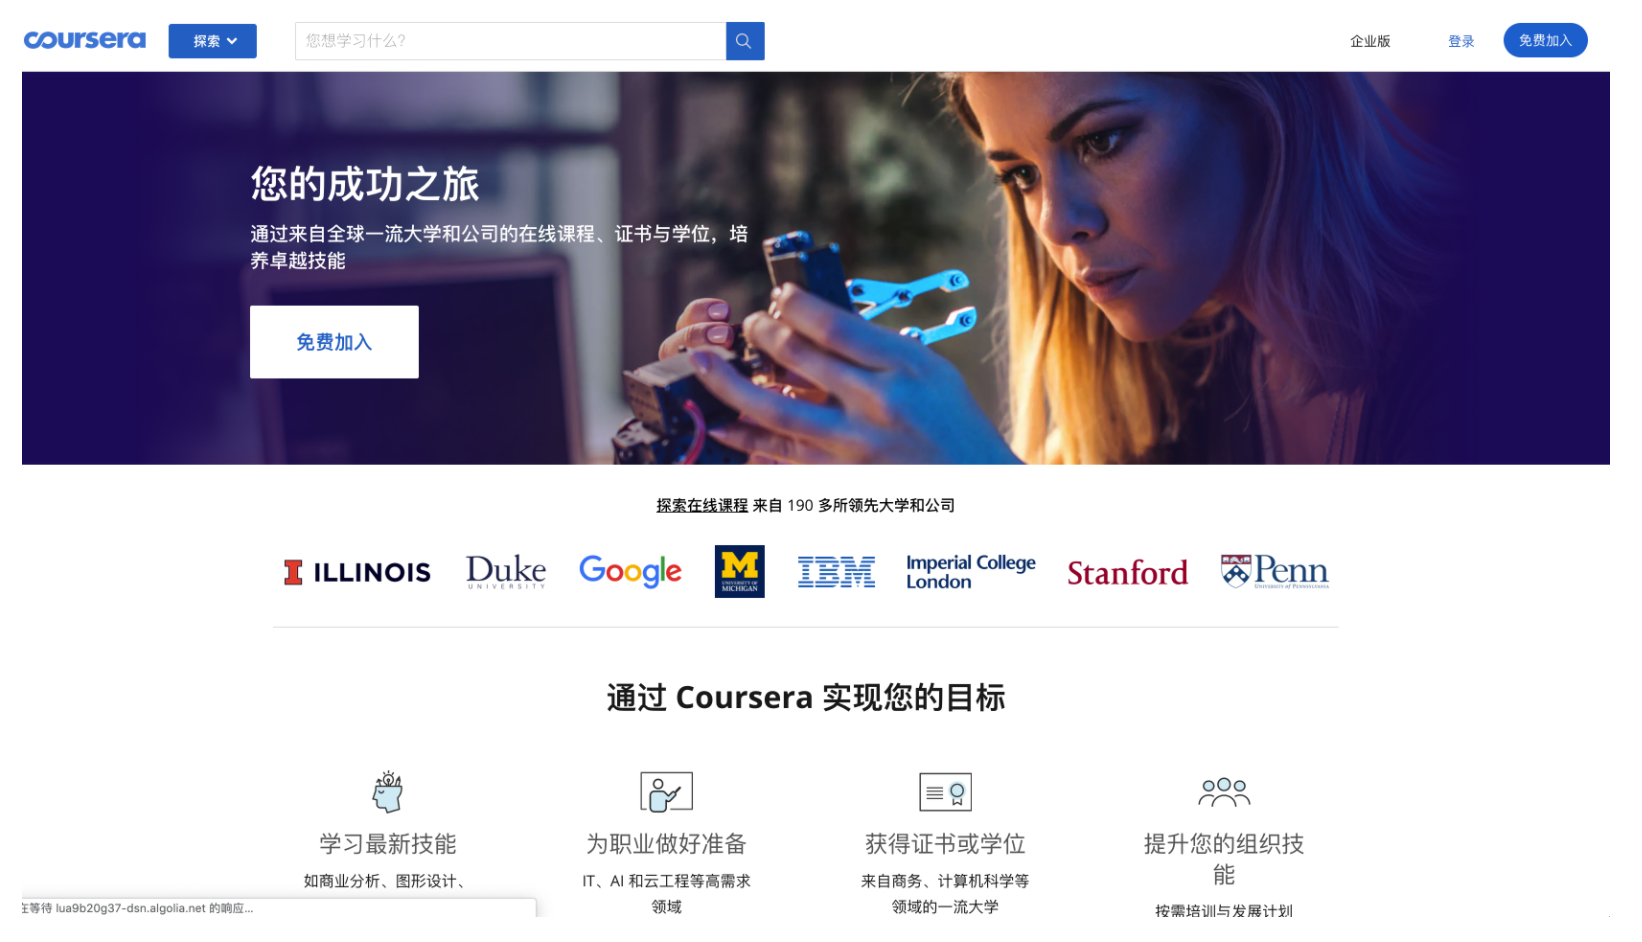 coursera
探索
您想学习什么?
企业版
登录
免费加入
您的成功之旅
通过来自全球一流大学和公司的在线课程、证书与学位，培
养卓越技能
免费加入
探索在线课程 来自 190 多所领先大学和公司
ILLINOIS
Duke
UNIVERSITY
Google
M
UNIVERSITY OF
MICHIGAN
IBM
Imperial College
London
Stanford
Penn
UNIVERSITY of PENNSYLVANIA
通过 Coursera 实现您的目标
学习最新技能
如商业分析、图形设计、
为职业做好准备
IT、AI 和云工程等高需求
领域
获得证书或学位
来自商务、计算机科学等
领域的一流大学
提升您的组织技
能
按需培训与发展计划
在等待 lua9b20g37-dsn.algolia.net 的响应...